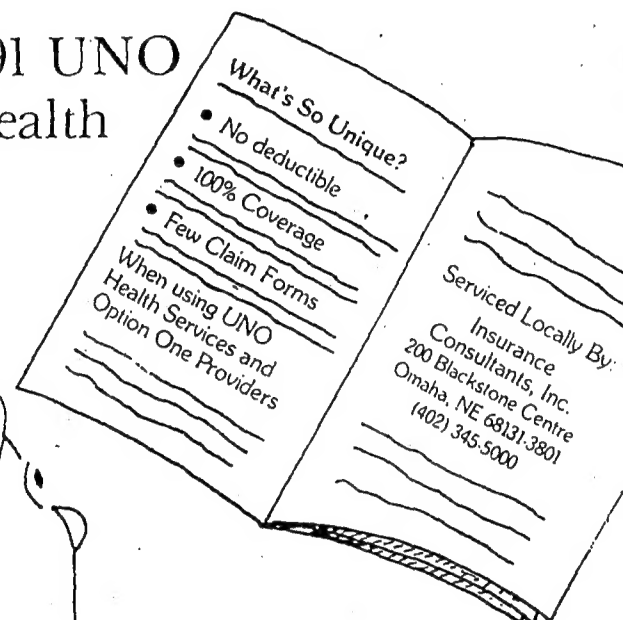 91 UNO
ealth
What's So Unique?
• No deductible
• 100% Coverage
• Few Claim Forms
When using UNO
Health Services and
Option One Providers
Serviced Locally By:
Insurance
Consultants, Inc.
200 Blackstone Centre
Omaha, NE 68131-3801
(402) 345-5000